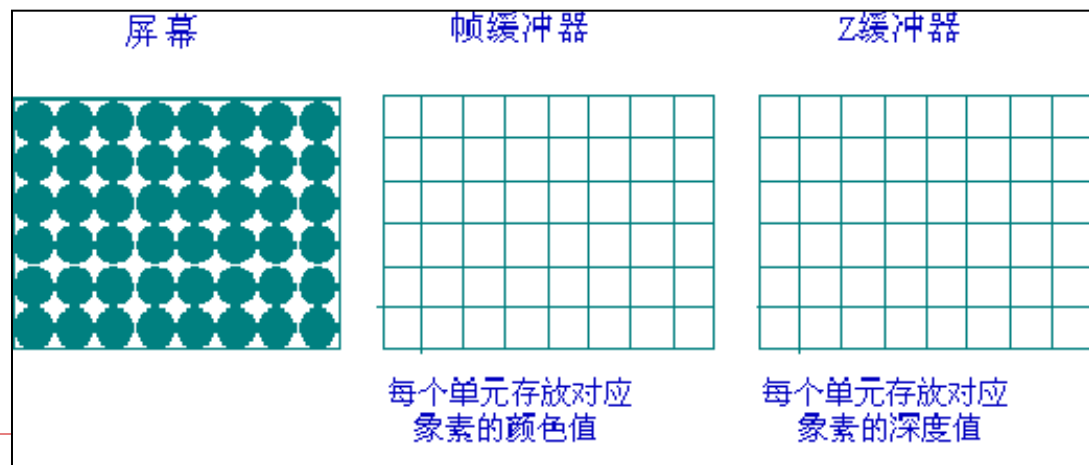 屏幕
帧缓冲器
Z缓冲器
每个单元存放对应
象素的颜色值
每个单元存放对应
象素的深度值